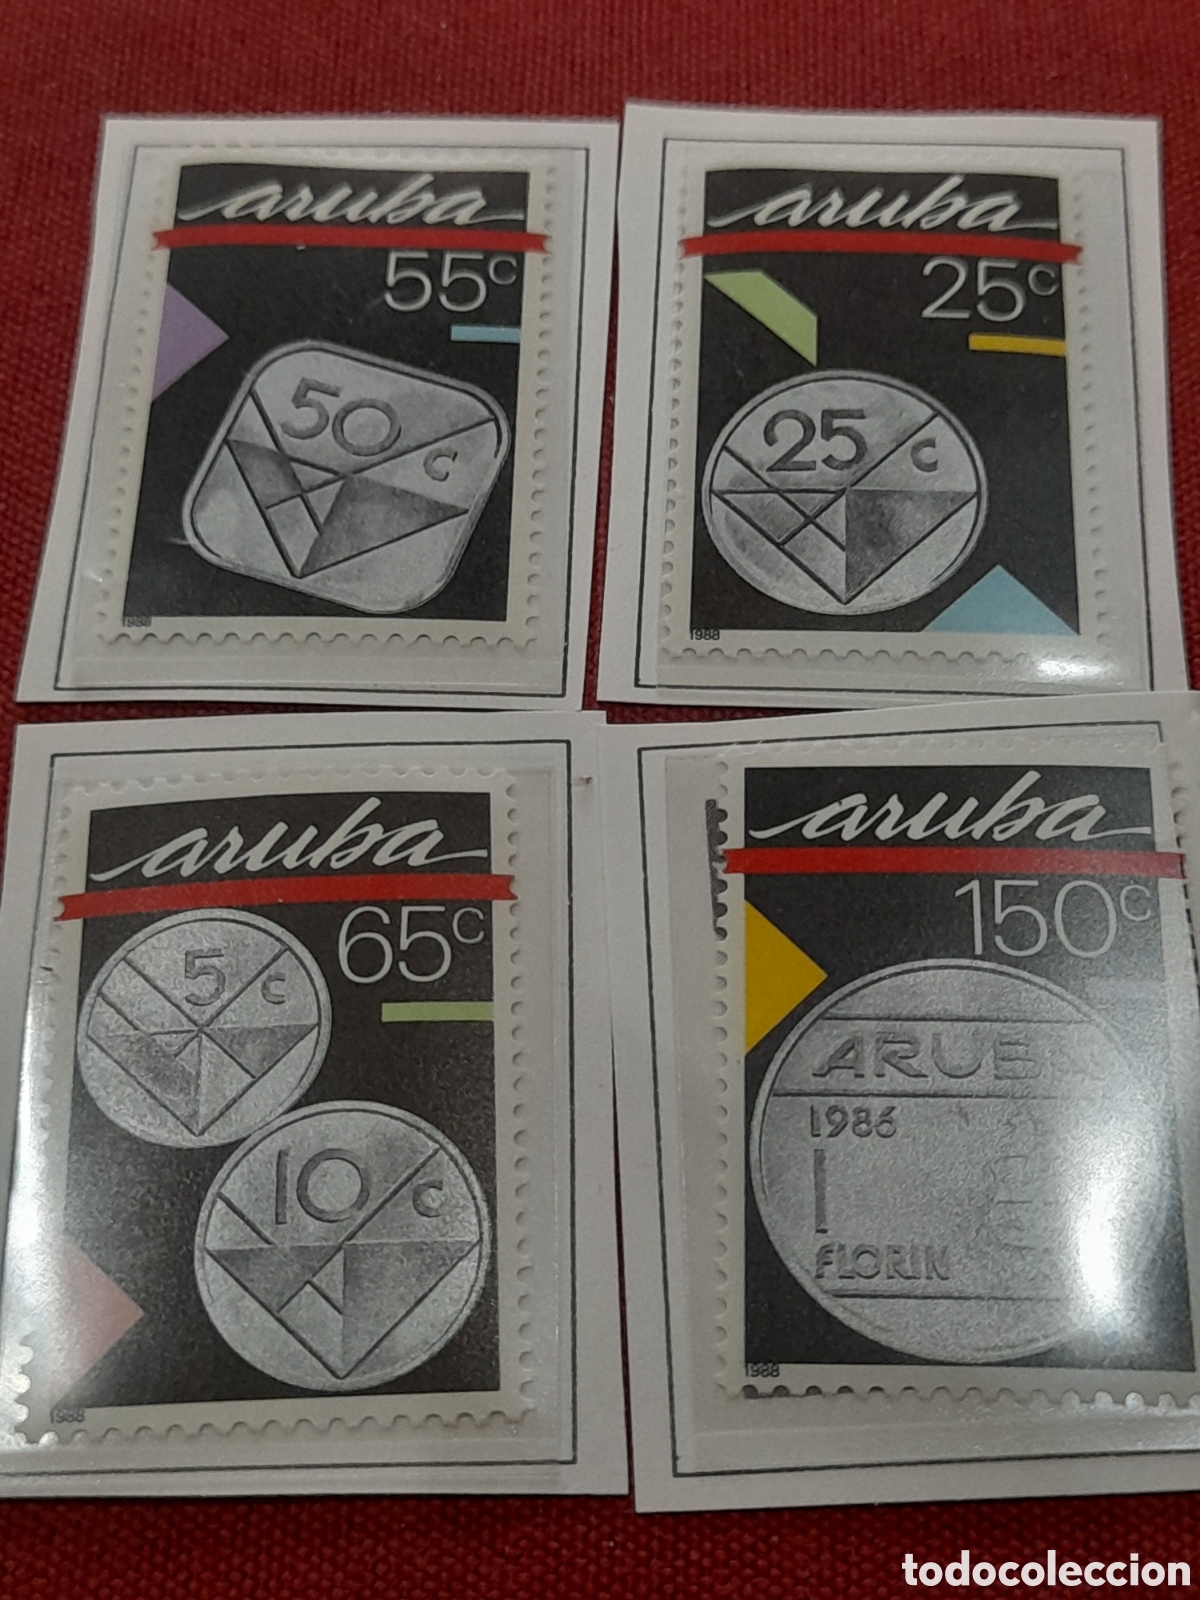 aruba
55c
50 c
1988
aruba
25c
25 c
1988
aruba
65c
5 c
10 c
1988
aruba
150c
ARUB
1986
1
FLORIN
1988
todocoleccion